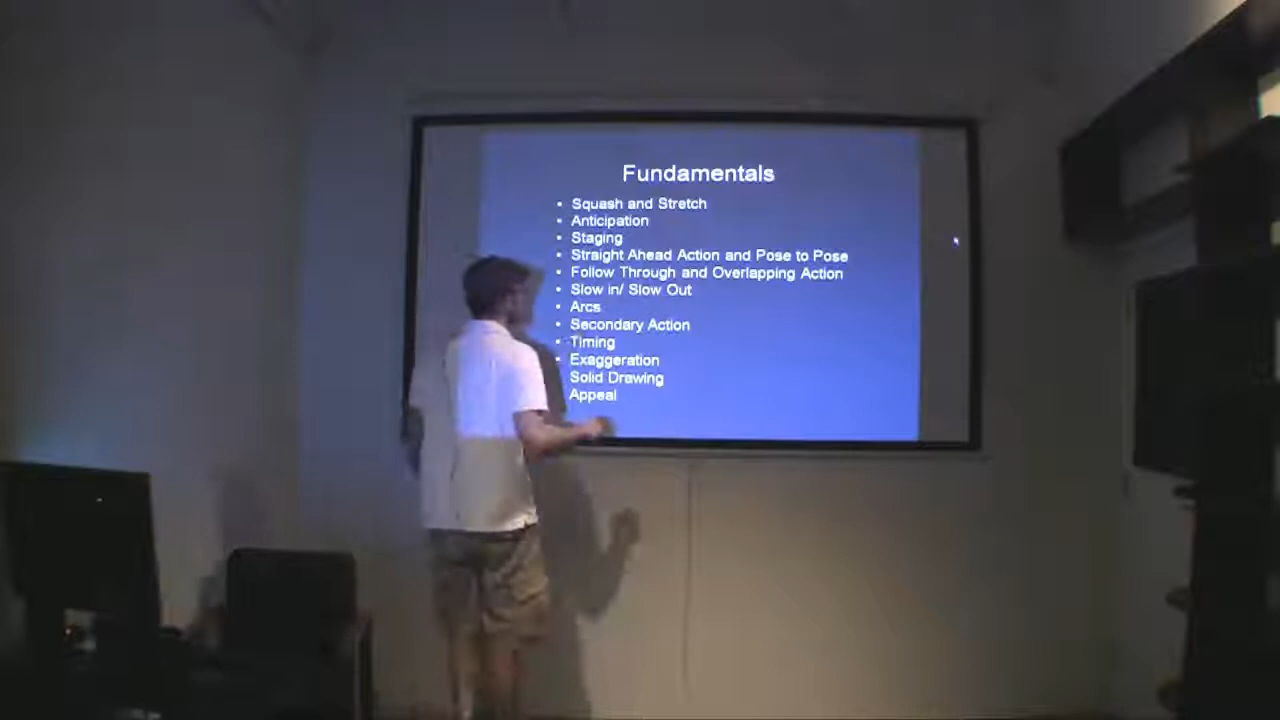 Fundamentals
• Squash and Stretch
• Anticipation
• Staging
• Straight Ahead Action and Pose to Pose
• Follow Through and Overlapping Action
• Slow in/ Slow Out
• Arcs
• Secondary Action
• Timing
• Exaggeration
Solid Drawing
Appeal